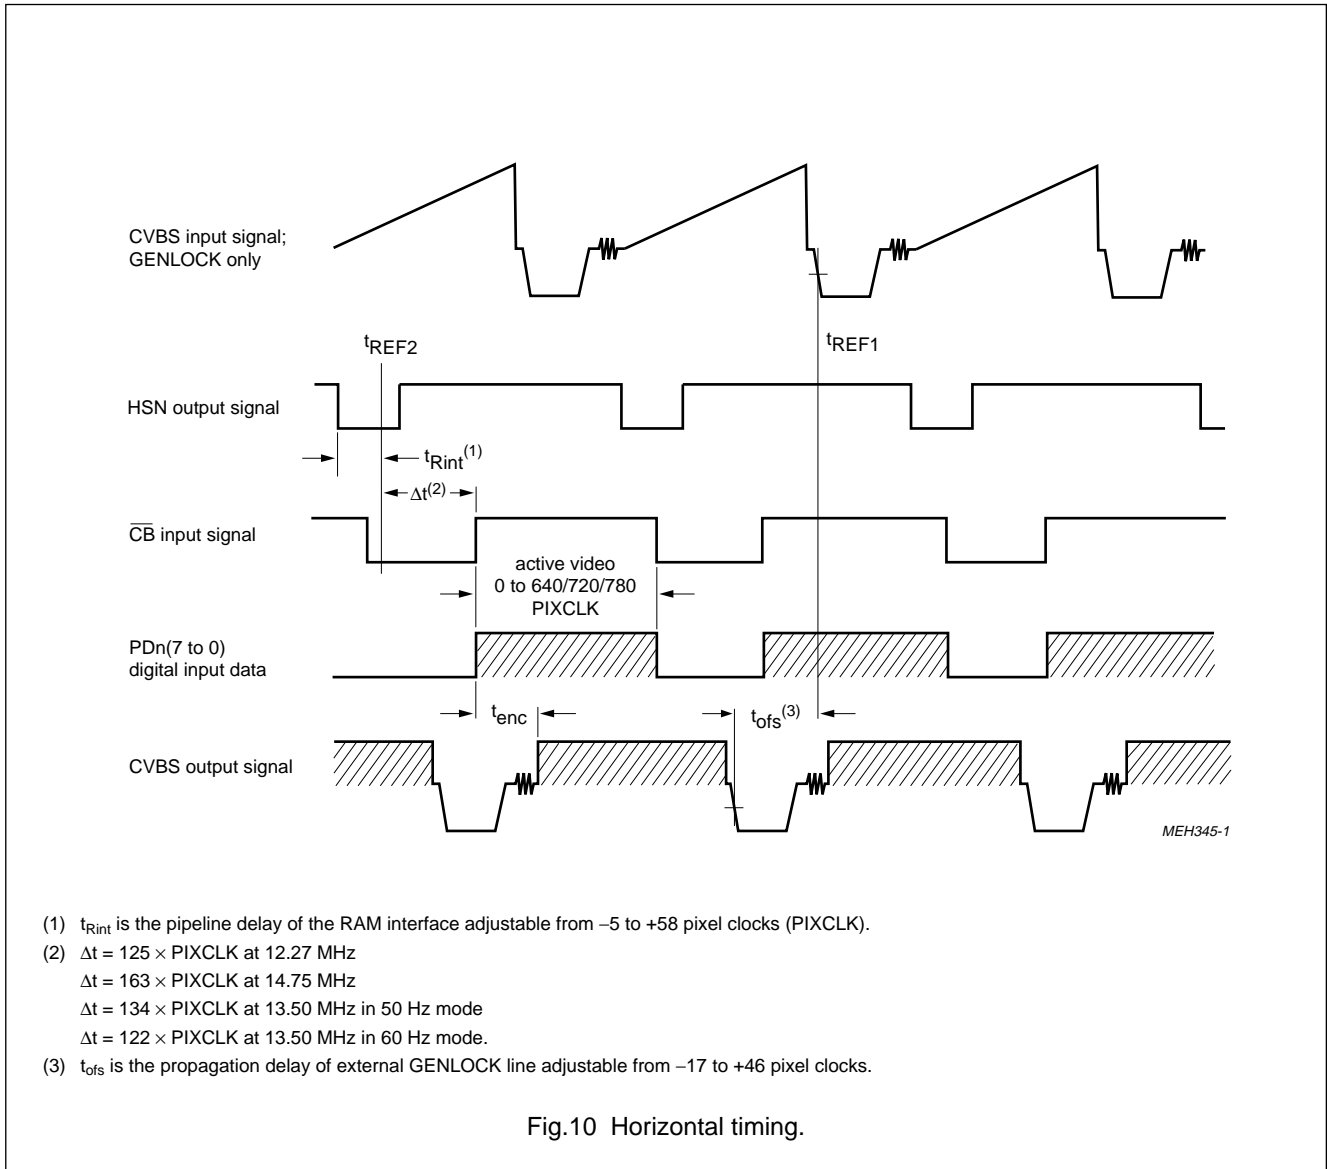 CVBS input signal;
GENLOCK only
tREF2
tREF1
HSN output signal
tRint(1)
Δt(2)
CB input signal
active video
0 to 640/720/780
PIXCLK
PDn(7 to 0)
digital input data
tenc
tofs(3)
CVBS output signal
MEH345-1
(1) tRint is the pipeline delay of the RAM interface adjustable from −5 to +58 pixel clocks (PIXCLK).
(2) Δt = 125 × PIXCLK at 12.27 MHz
Δt = 163 × PIXCLK at 14.75 MHz
Δt = 134 × PIXCLK at 13.50 MHz in 50 Hz mode
Δt = 122 × PIXCLK at 13.50 MHz in 60 Hz mode.
(3) tofs is the propagation delay of external GENLOCK line adjustable from −17 to +46 pixel clocks.
Fig.10 Horizontal timing.